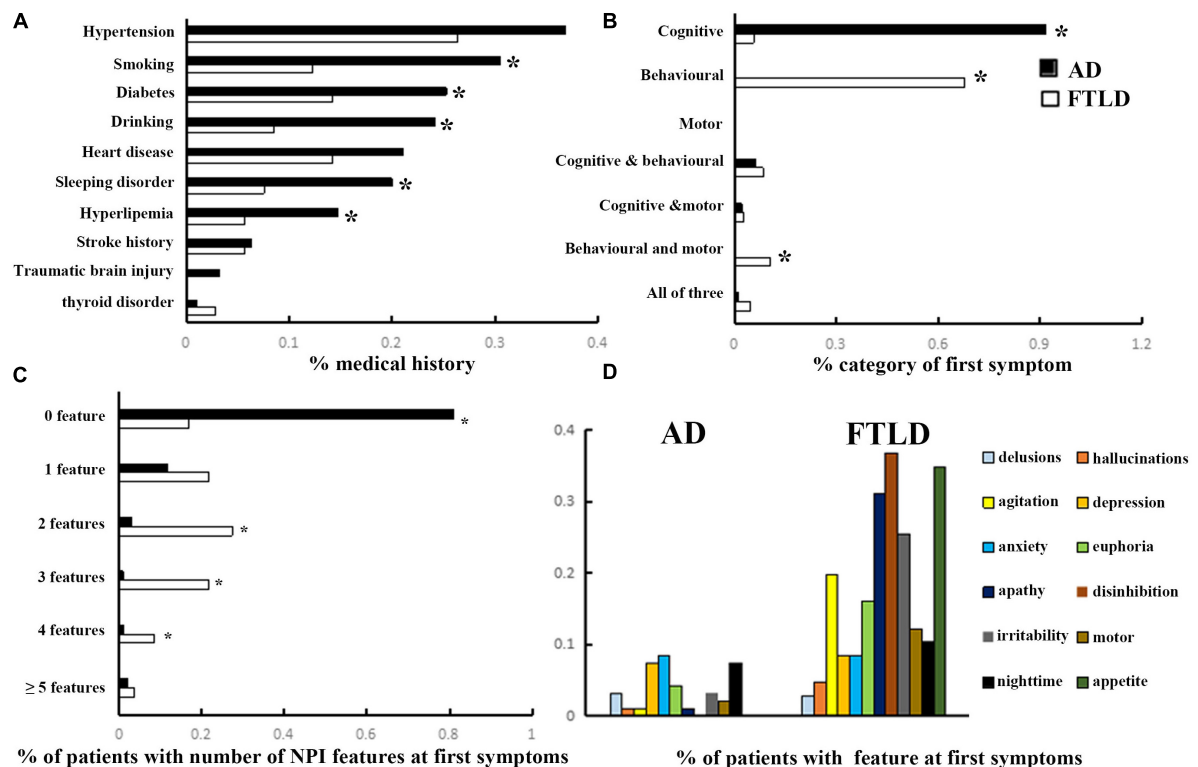 A
Hypertension
Smoking *
Diabetes *
Drinking *
Heart disease
Sleeping disorder *
Hyperlipemia *
Stroke history
Traumatic brain injury
thyroid disorder
0 0.1 0.2 0.3 0.4
% medical history
B
Cognitive *
Behavioural *
Motor
Cognitive & behavioural
Cognitive &motor
Behavioural and motor *
All of three
AD
FTLD
0 0.3 0.6 0.9 1.2
% category of first symptom
C
0 feature *
1 feature
2 features *
3 features *
4 features *
≥ 5 features
0 0.2 0.4 0.6 0.8 1
% of patients with number of NPI features at first symptoms
D
0.4
0.3
0.2
0.1
0
AD FTLD
delusions hallucinations
agitation depression
anxiety euphoria
apathy disinhibition
irritability motor
nighttime appetite
% of patients with feature at first symptoms